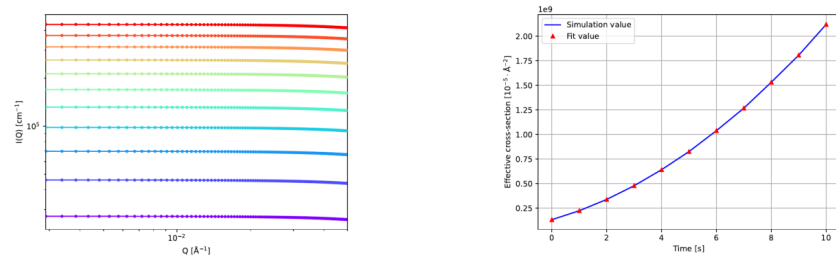 I(Q) [cm⁻¹]
10⁵
10⁻²
Q [Å⁻¹]
1e9
Simulation value
Fit value
Effective cross-section [10⁻⁵ · Å⁻²]
2.00
1.75
1.50
1.25
1.00
0.75
0.50
0.25
0 2 4 6 8 10
Time [s]